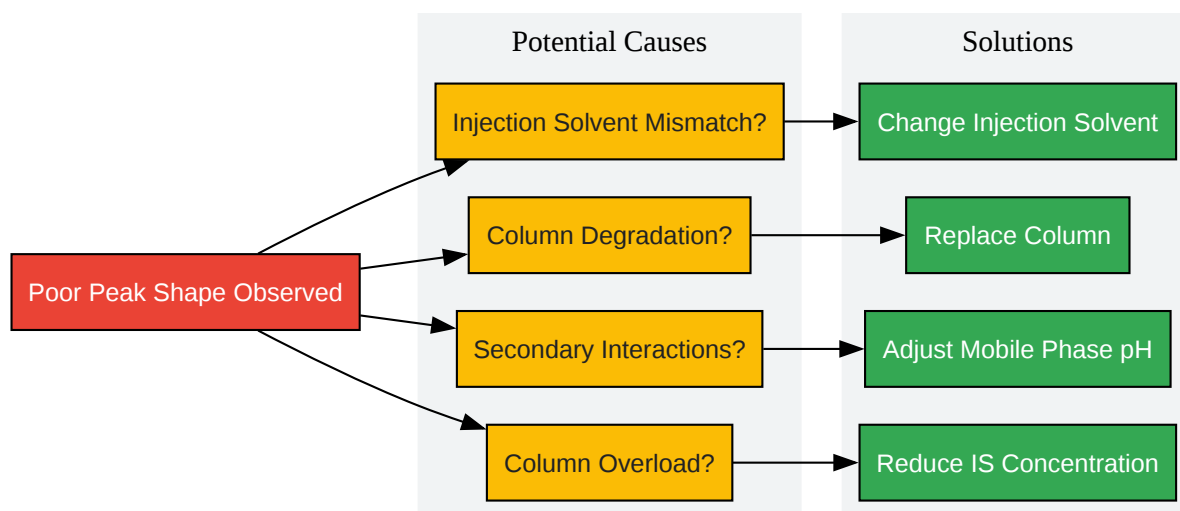 Potential Causes
Solutions
Injection Solvent Mismatch?
Change Injection Solvent
Column Degradation?
Replace Column
Poor Peak Shape Observed
Secondary Interactions?
Adjust Mobile Phase pH
Column Overload?
Reduce IS Concentration